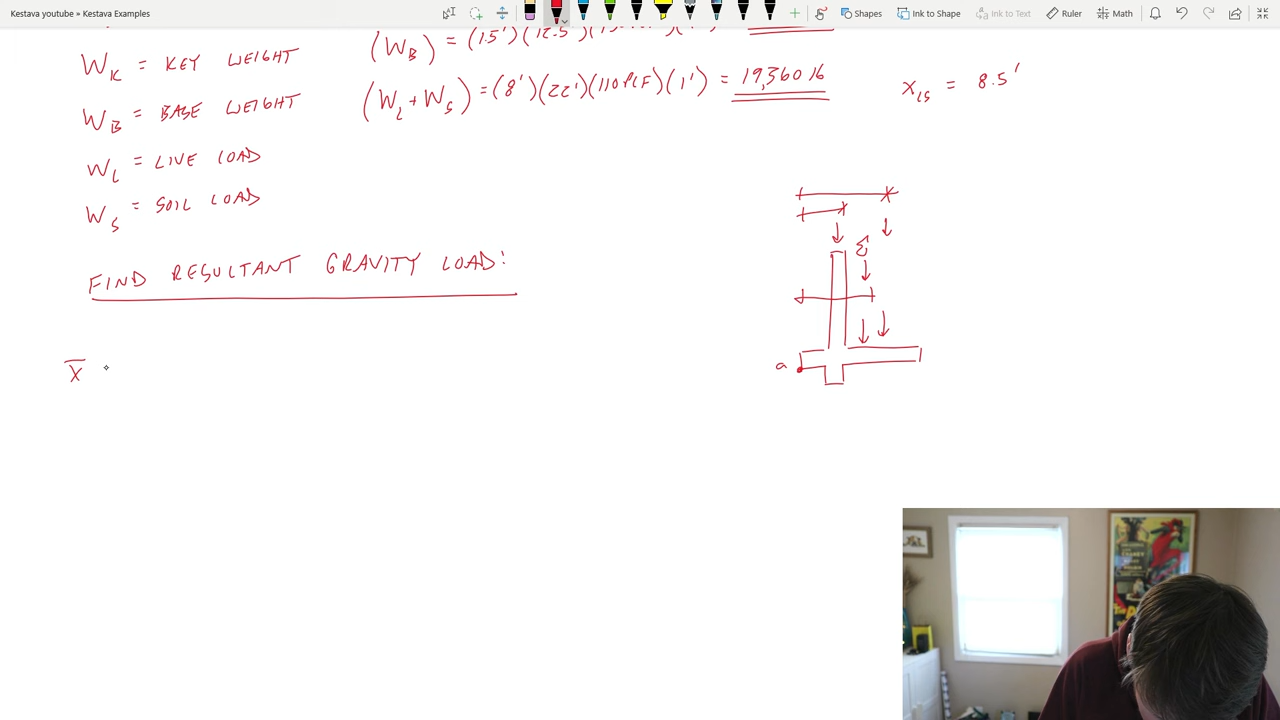 Kestava youtube » Kestava Examples
Shapes
Ink to Shape
Ink to Text
Ruler
Math
W_K = KEY WEIGHT
(W_B) = (1.5')(12.5'
W_B = BASE WEIGHT
(W_L + W_S) = (8')(22')(110 PCF)(1') = 19,360 lb
x_LS = 8.5'
W_L = LIVE LOAD
W_S = SOIL LOAD
FIND RESULTANT GRAVITY LOAD:
Σ
x̄
a